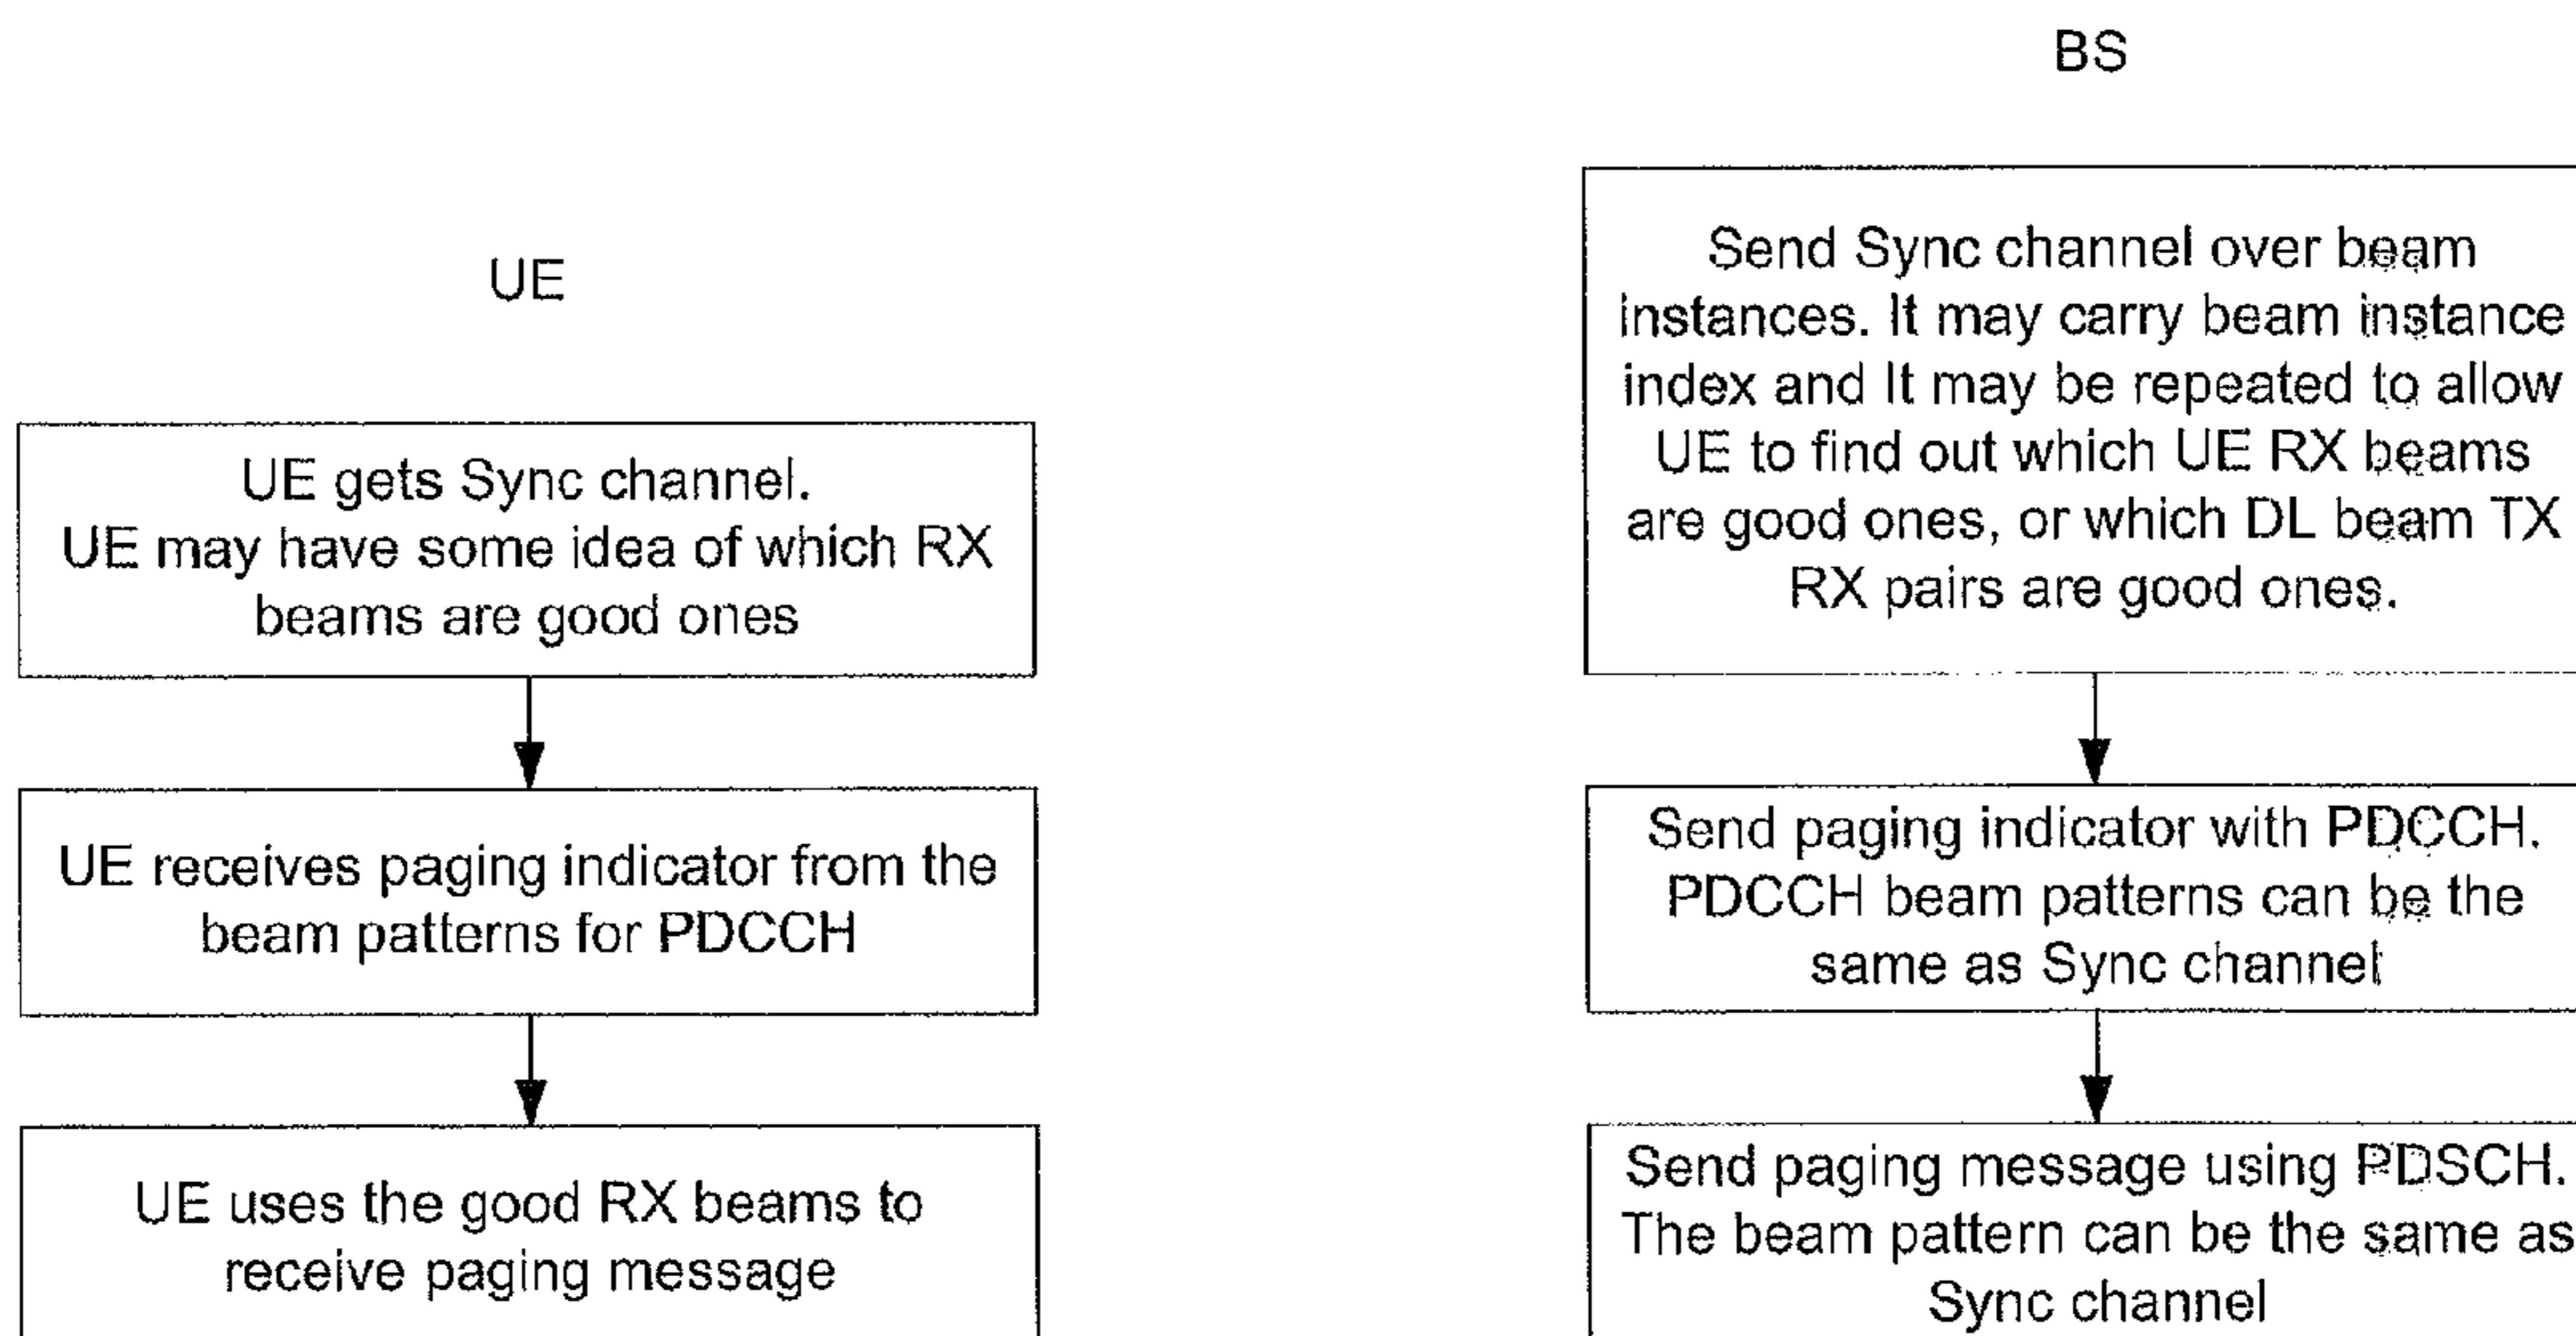 UE
UE gets Sync channel.
UE may have some idea of which RX
beams are good ones
UE receives paging indicator from the
beam patterns for PDCCH
UE uses the good RX beams to
receive paging message
BS
Send Sync channel over beam
instances. It may carry beam instance
index and It may be repeated to allow
UE to find out which UE RX beams
are good ones, or which DL beam TX
RX pairs are good ones.
Send paging indicator with PDCCH.
PDCCH beam patterns can be the
same as Sync channel
Send paging message using PDSCH.
The beam pattern can be the same as
Sync channel